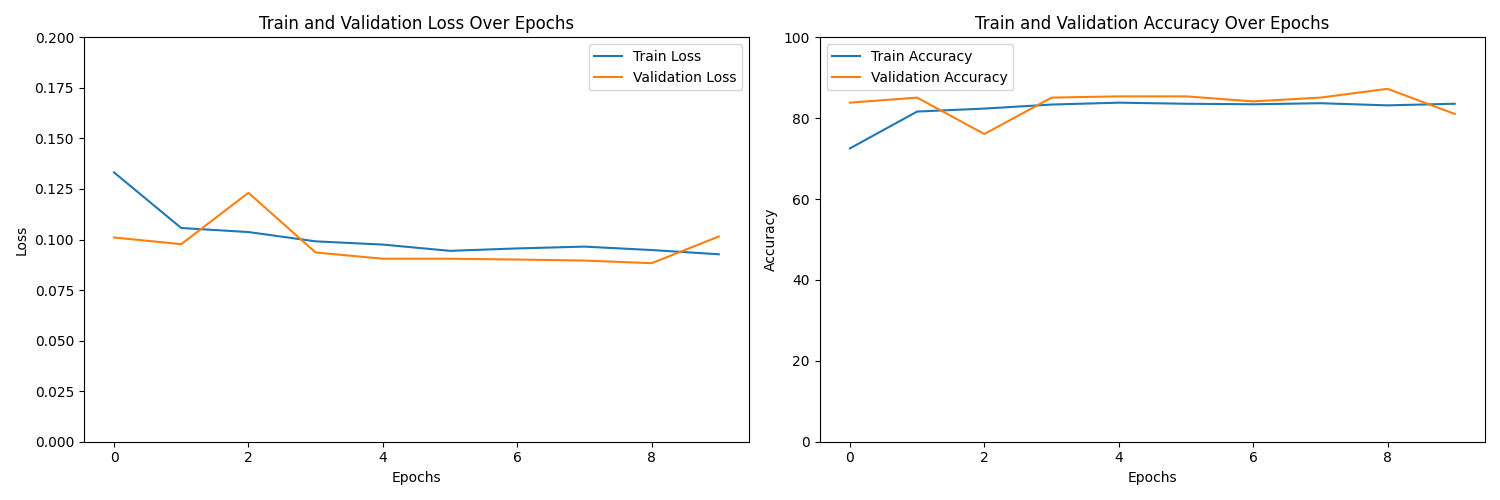 Train and Validation Loss Over Epochs
0.200
0.175
0.150
0.125
0.100
0.075
0.050
0.025
0.000
Loss
Train Loss
Validation Loss
0 2 4 6 8
Epochs
Train and Validation Accuracy Over Epochs
100
80
60
40
20
0
Accuracy
Train Accuracy
Validation Accuracy
0 2 4 6 8
Epochs